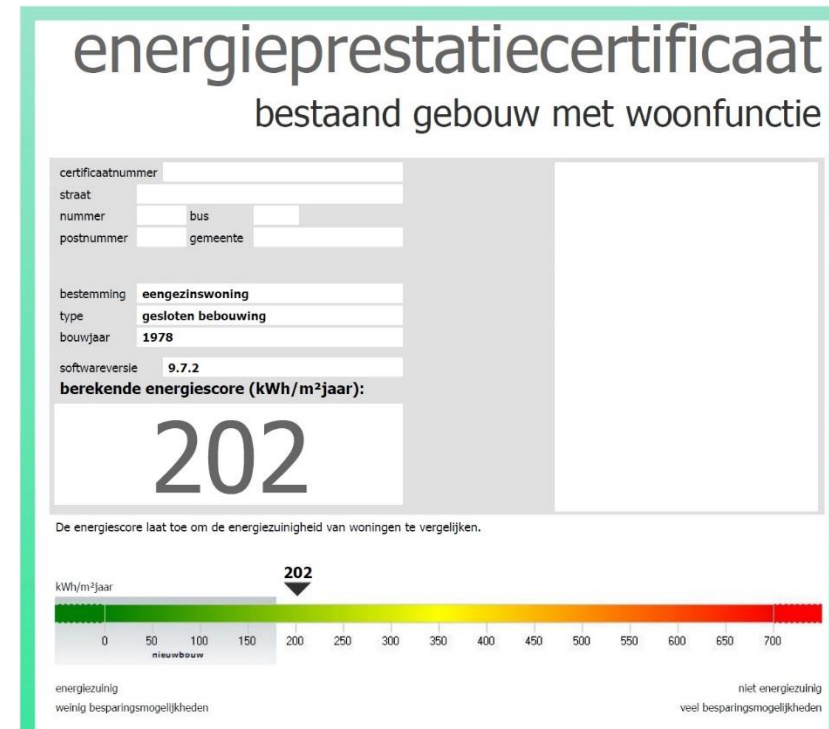 energieprestatiecertificaat
bestaand gebouw met woonfunctie
certificaatnummer
straat
nummer bus
postnummer gemeente
bestemming eengezinswoning
type gesloten bebouwing
bouwjaar 1978
softwareversie 9.7.2
berekende energiescore (kWh/m²jaar):
202
De energiescore laat toe om de energiezuinigheid van woningen te vergelijken.
202
kWh/m²jaar
0 50 100 150 200 250 300 350 400 450 500 550 600 650 700
nieuwbouw
energiezuinig niet energiezuinig
weinig besparingsmogelijkheden veel besparingsmogelijkheden